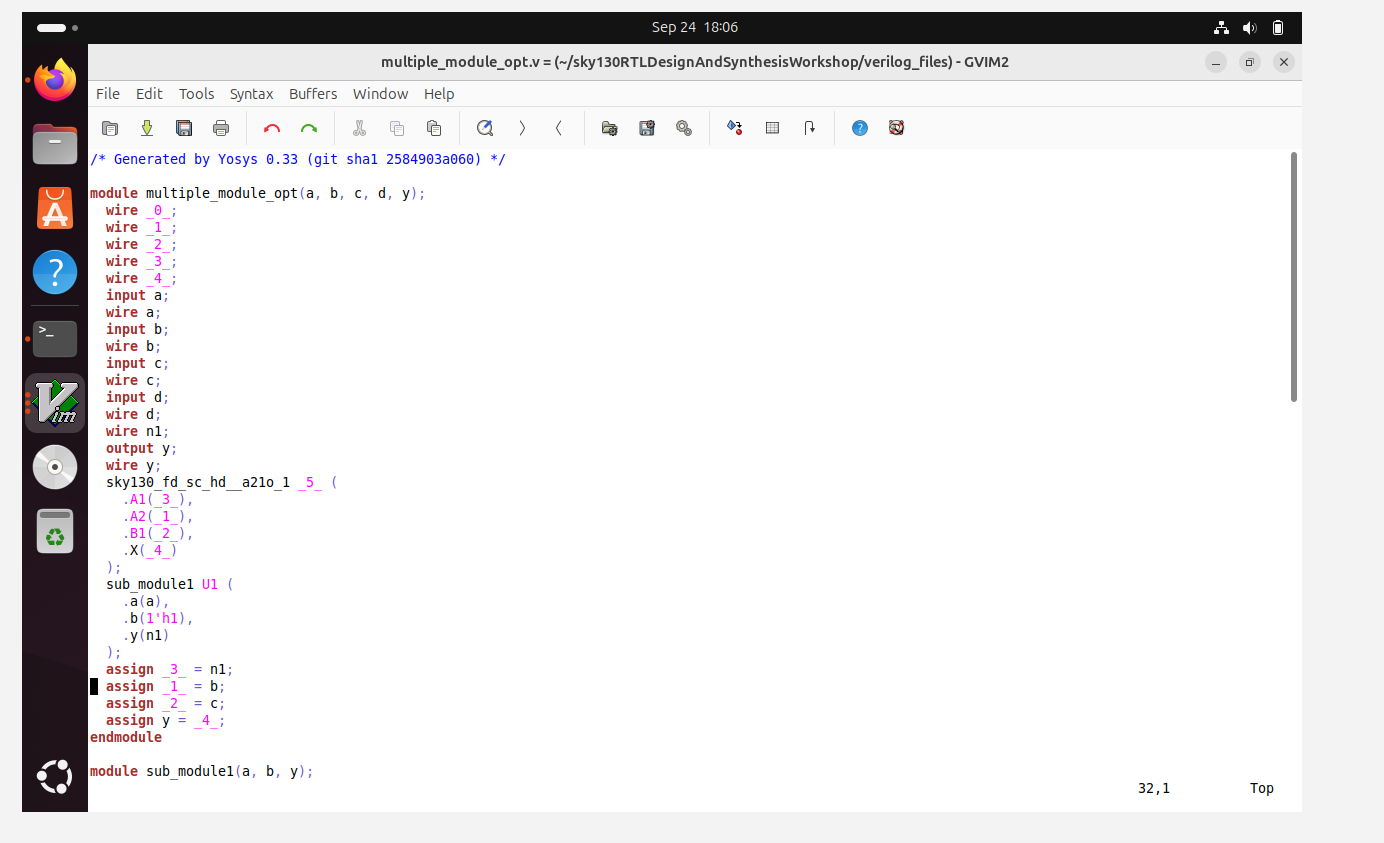 Sep 24 18:06
multiple_module_opt.v = (~/sky130RTLDesignAndSynthesisWorkshop/verilog_files) - GVIM2
File Edit Tools Syntax Buffers Window Help
/* Generated by Yosys 0.33 (git sha1 2584903a060) */
module multiple_module_opt(a, b, c, d, y);
  wire _0_;
  wire _1_;
  wire _2_;
  wire _3_;
  wire _4_;
  input a;
  wire a;
  input b;
  wire b;
  input c;
  wire c;
  input d;
  wire d;
  wire n1;
  output y;
  wire y;
  sky130_fd_sc_hd__a21o_1 _5_ (
    .A1(_3_),
    .A2(_1_),
    .B1(_2_),
    .X(_4_)
  );
  sub_module1 U1 (
    .a(a),
    .b(1'h1),
    .y(n1)
  );
  assign _3_ = n1;
  assign _1_ = b;
  assign _2_ = c;
  assign y = _4_;
endmodule
module sub_module1(a, b, y);
32,1 Top